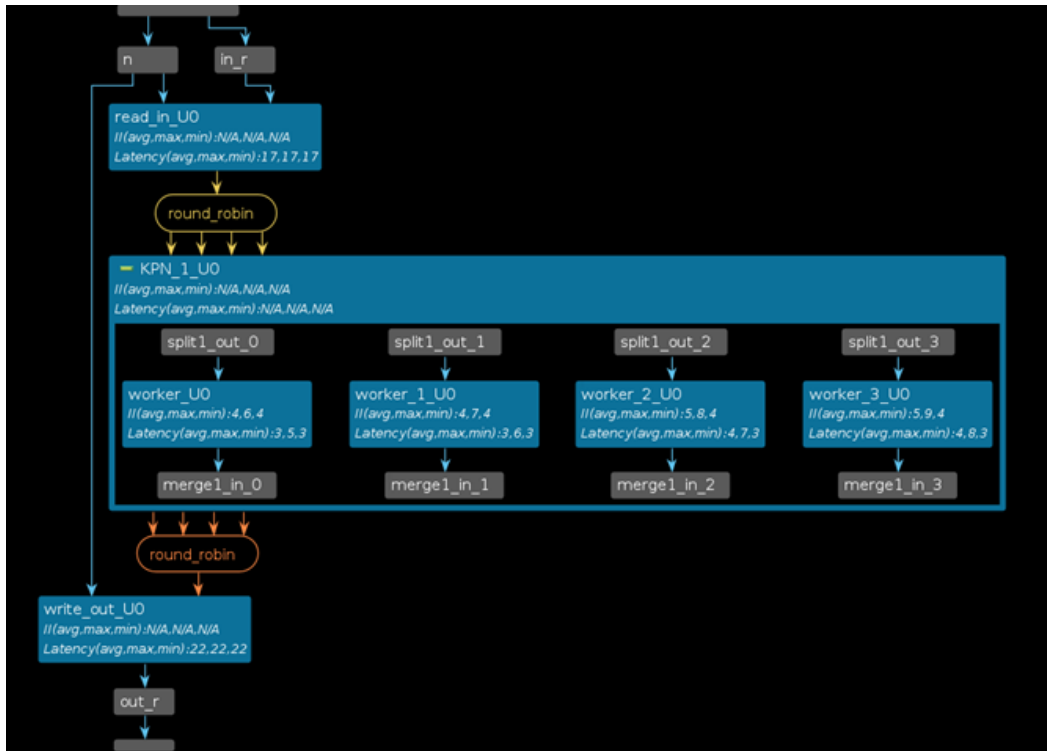 n
in_r
read_in_U0
II(avg,max,min):N/A,N/A,N/A
Latency(avg,max,min):17,17,17
round_robin
KPN_1_U0
II(avg,max,min):N/A,N/A,N/A
Latency(avg,max,min):N/A,N/A,N/A
split1_out_0
split1_out_1
split1_out_2
split1_out_3
worker_U0
II(avg,max,min):4,6,4
Latency(avg,max,min):3,5,3
worker_1_U0
II(avg,max,min):4,7,4
Latency(avg,max,min):3,6,3
worker_2_U0
II(avg,max,min):5,8,4
Latency(avg,max,min):4,7,3
worker_3_U0
II(avg,max,min):5,9,4
Latency(avg,max,min):4,8,3
merge1_in_0
merge1_in_1
merge1_in_2
merge1_in_3
round_robin
write_out_U0
II(avg,max,min):N/A,N/A,N/A
Latency(avg,max,min):22,22,22
out_r